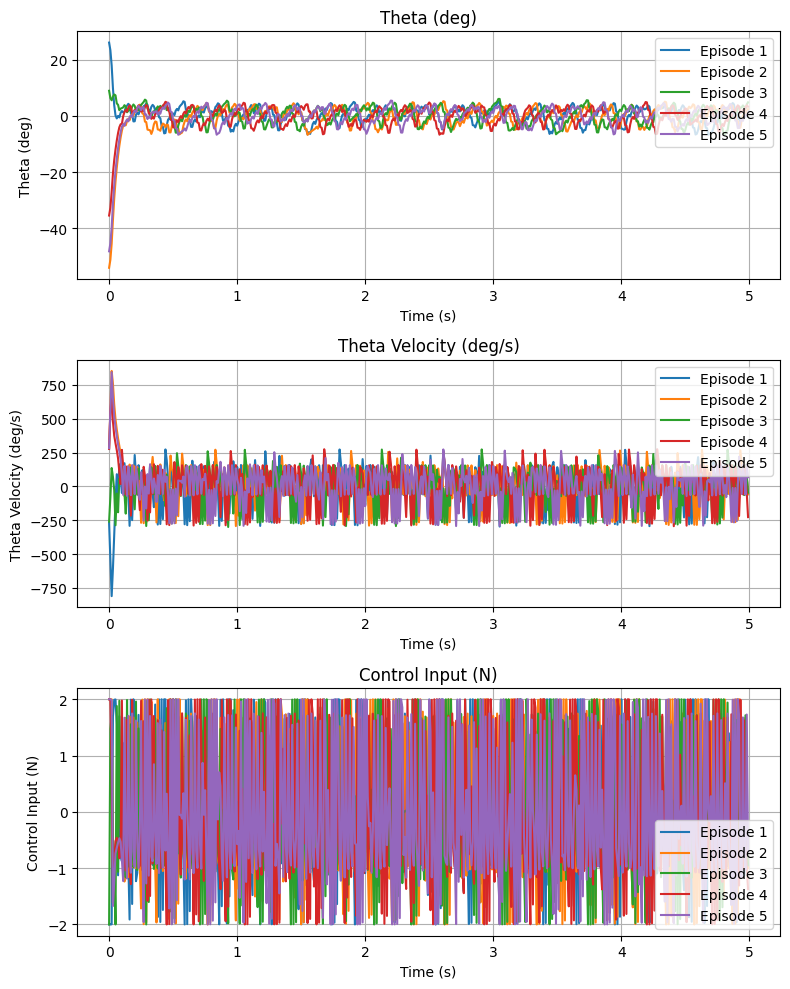 Theta (deg)
Theta (deg)
20
0
−20
−40
Episode 1
Episode 2
Episode 3
Episode 4
Episode 5
0 1 2 3 4 5
Time (s)
Theta Velocity (deg/s)
Theta Velocity (deg/s)
750
500
250
0
−250
−500
−750
Episode 1
Episode 2
Episode 3
Episode 4
Episode 5
0 1 2 3 4 5
Time (s)
Control Input (N)
Control Input (N)
2
1
0
−1
−2
Episode 1
Episode 2
Episode 3
Episode 4
Episode 5
0 1 2 3 4 5
Time (s)